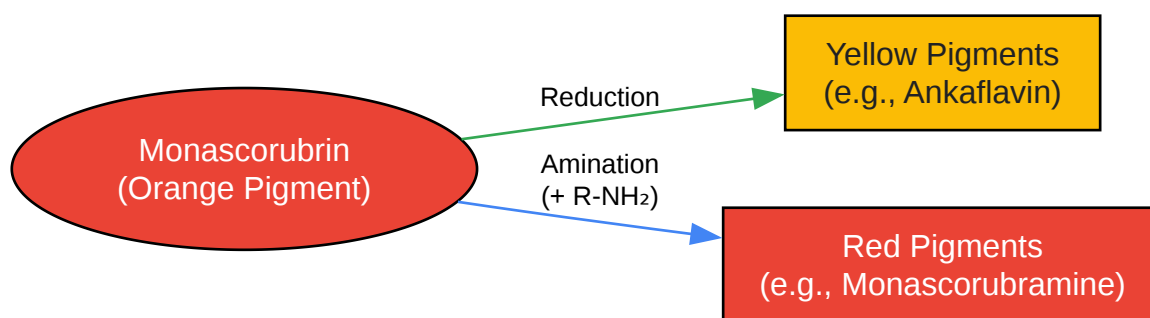 Monascorubrin
(Orange Pigment)
Reduction
Yellow Pigments
(e.g., Ankaflavin)
Amination
(+ R-NH₂)
Red Pigments
(e.g., Monascorubramine)